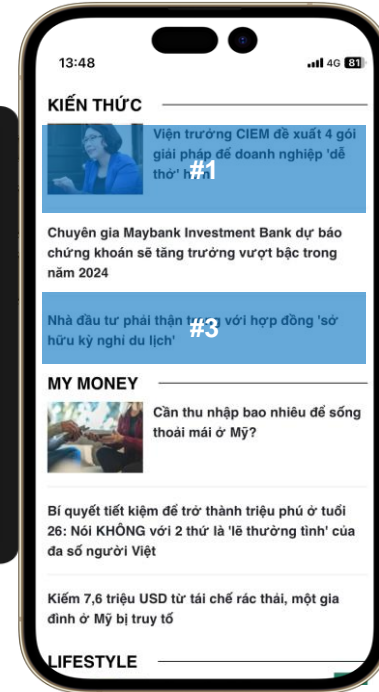 13:48
4G 81
KIẾN THỨC
Viện trưởng CIEM đề xuất 4 gói
giải pháp để doanh nghiệp 'dễ
thở' hơn
#1
Chuyên gia Maybank Investment Bank dự báo
chứng khoán sẽ tăng trưởng vượt bậc trong
năm 2024
Nhà đầu tư phải thận trọng với hợp đồng 'sở
hữu kỳ nghỉ du lịch'
#3
MY MONEY
Cần thu nhập bao nhiêu để sống
thoải mái ở Mỹ?
Bí quyết tiết kiệm để trở thành triệu phú ở tuổi
26: Nói KHÔNG với 2 thứ là 'lẽ thường tình' của
đa số người Việt
Kiếm 7,6 triệu USD từ tái chế rác thải, một gia
đình ở Mỹ bị truy tố
LIFESTYLE